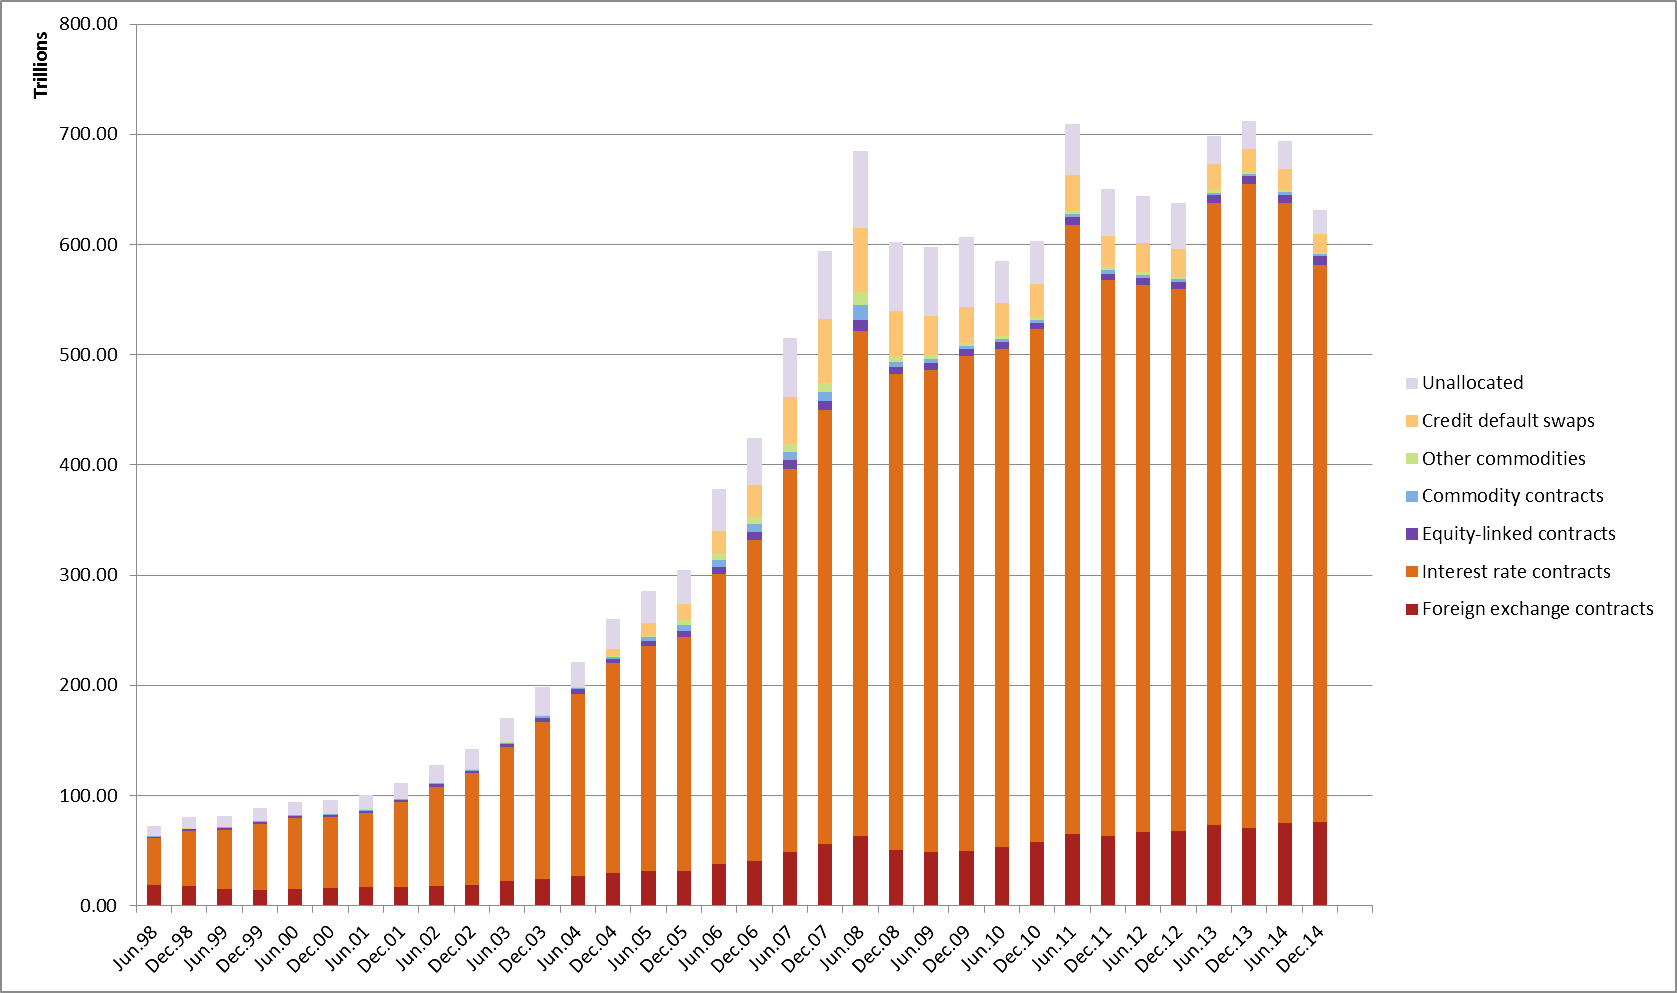 Trillions
800.00
700.00
600.00
500.00
400.00
300.00
200.00
100.00
0.00
Jun.98
Dec.98
Jun.99
Dec.99
Jun.00
Dec.00
Jun.01
Dec.01
Jun.02
Dec.02
Jun.03
Dec.03
Jun.04
Dec.04
Jun.05
Dec.05
Jun.06
Dec.06
Jun.07
Dec.07
Jun.08
Dec.08
Jun.09
Dec.09
Jun.10
Dec.10
Jun.11
Dec.11
Jun.12
Dec.12
Jun.13
Dec.13
Jun.14
Dec.14
Unallocated
Credit default swaps
Other commodities
Commodity contracts
Equity-linked contracts
Interest rate contracts
Foreign exchange contracts